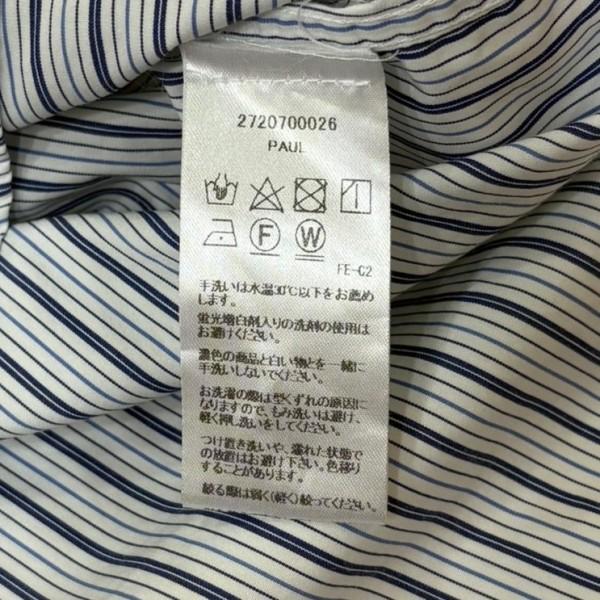 2720700026
PAUL
F W
FE-C2
手洗いは水温30℃以下をお薦め
します。
蛍光増白剤入りの洗剤の使用は
お避けください。
濃色の商品と白い物とを一緒に
手洗いしないでください。
お洗濯の際は型くずれの原因に
なりますので、もみ洗いは避け、
軽く押し洗いをしてください。
つけ置き洗いや、濡れた状態で
の放置はお避け下さい。色移り
することがあります。
絞る際は弱く(軽く)絞ってください。